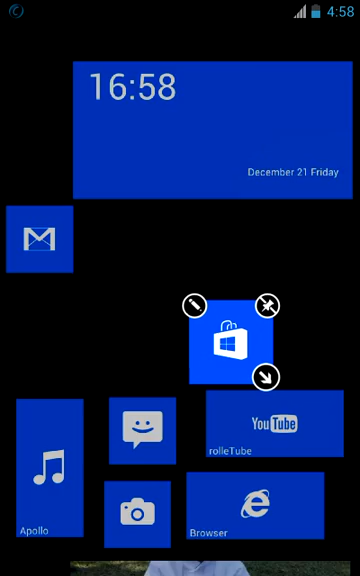 4:58
16:58
December 21 Friday
YouTube
rolleTube
Apollo
Browser